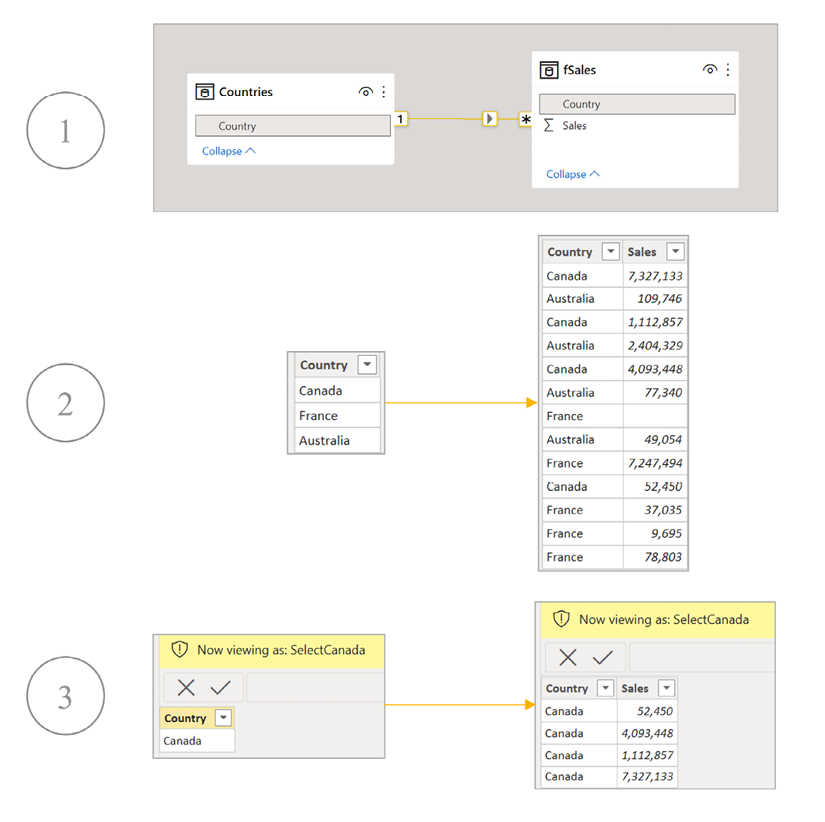 1
Countries
Country
Collapse
1
*
fSales
Country
Σ Sales
Collapse
2
Country
Canada
France
Australia
Country Sales
Canada 7,327,133
Australia 109,746
Canada 1,112,857
Australia 2,404,329
Canada 4,093,448
Australia 77,340
France
Australia 49,054
France 7,247,494
Canada 52,450
France 37,035
France 9,695
France 78,803
3
Now viewing as: SelectCanada
Country
Canada
Now viewing as: SelectCanada
Country Sales
Canada 52,450
Canada 4,093,448
Canada 1,112,857
Canada 7,327,133